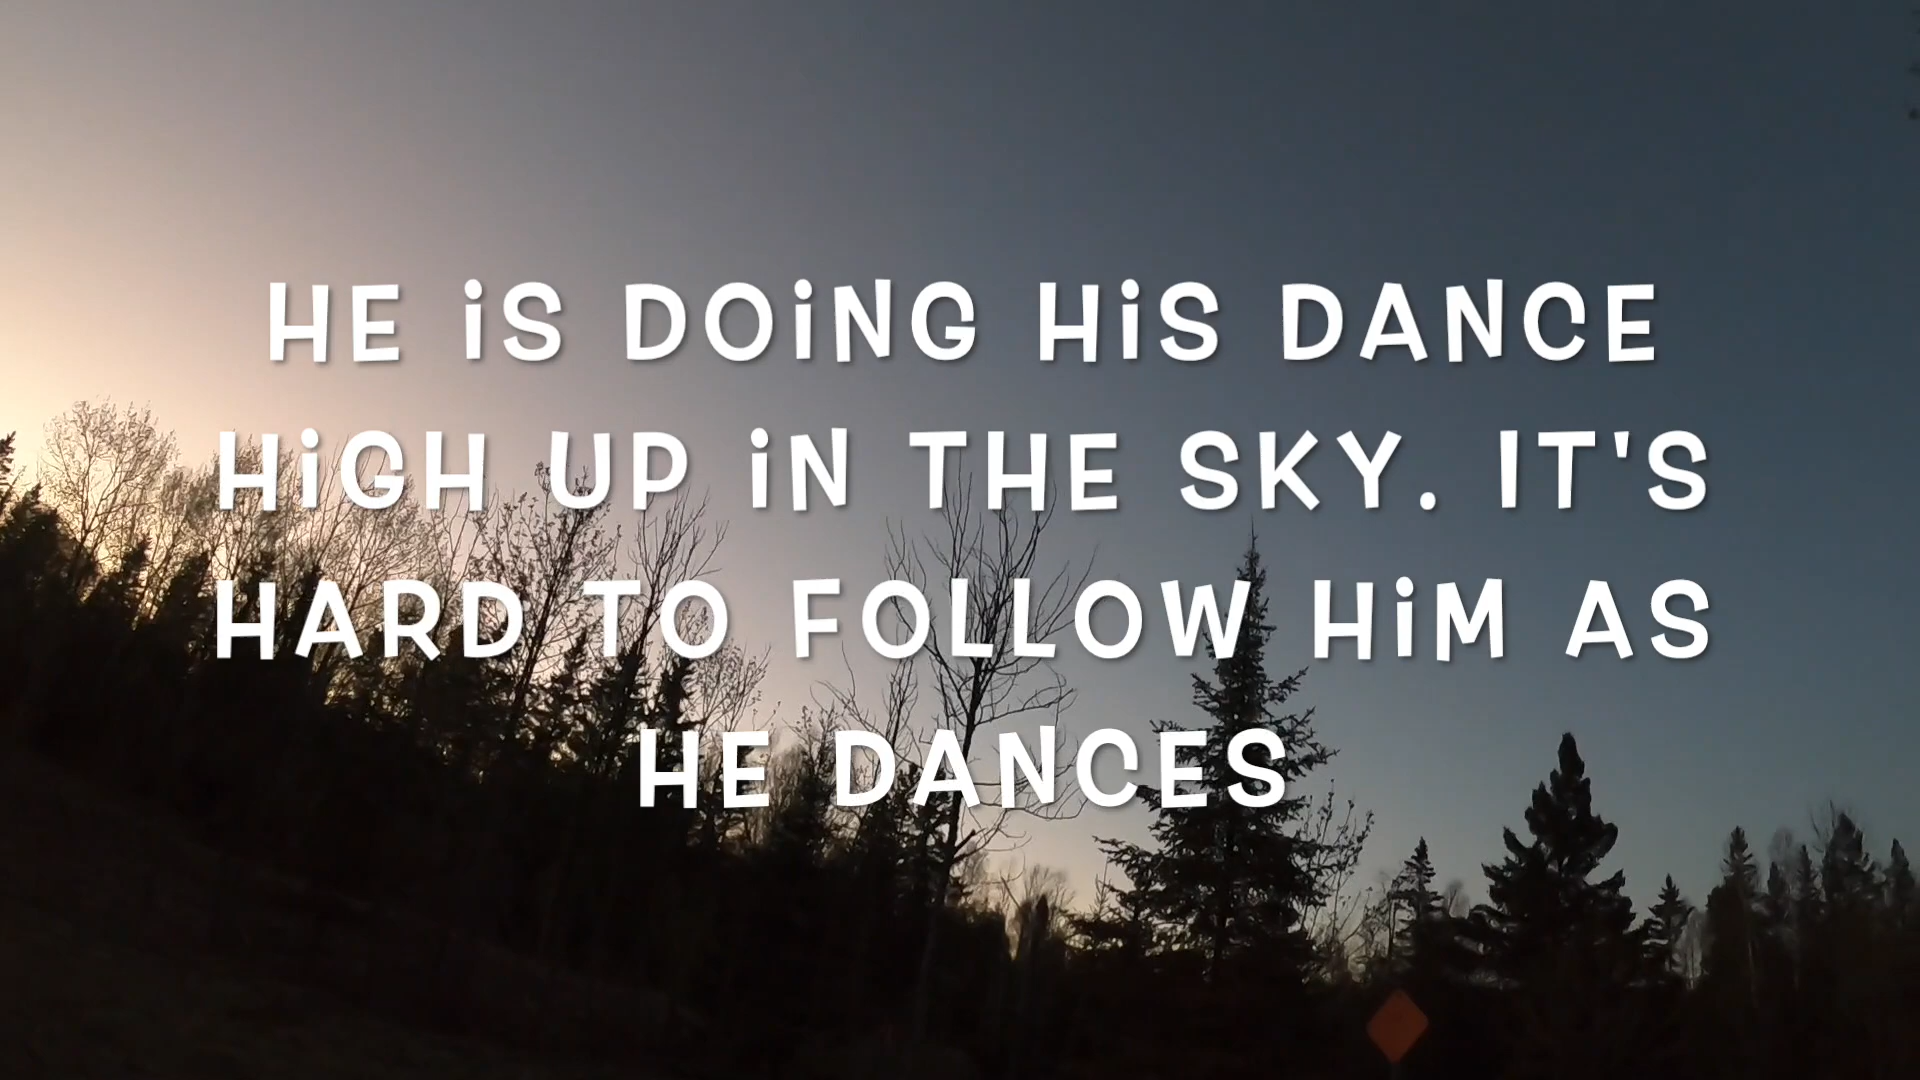 HE iS DOiNG HiS DANCE
HiGH UP iN THE SKY. IT'S
HARD TO FOLLOW HiM AS
HE DANCES